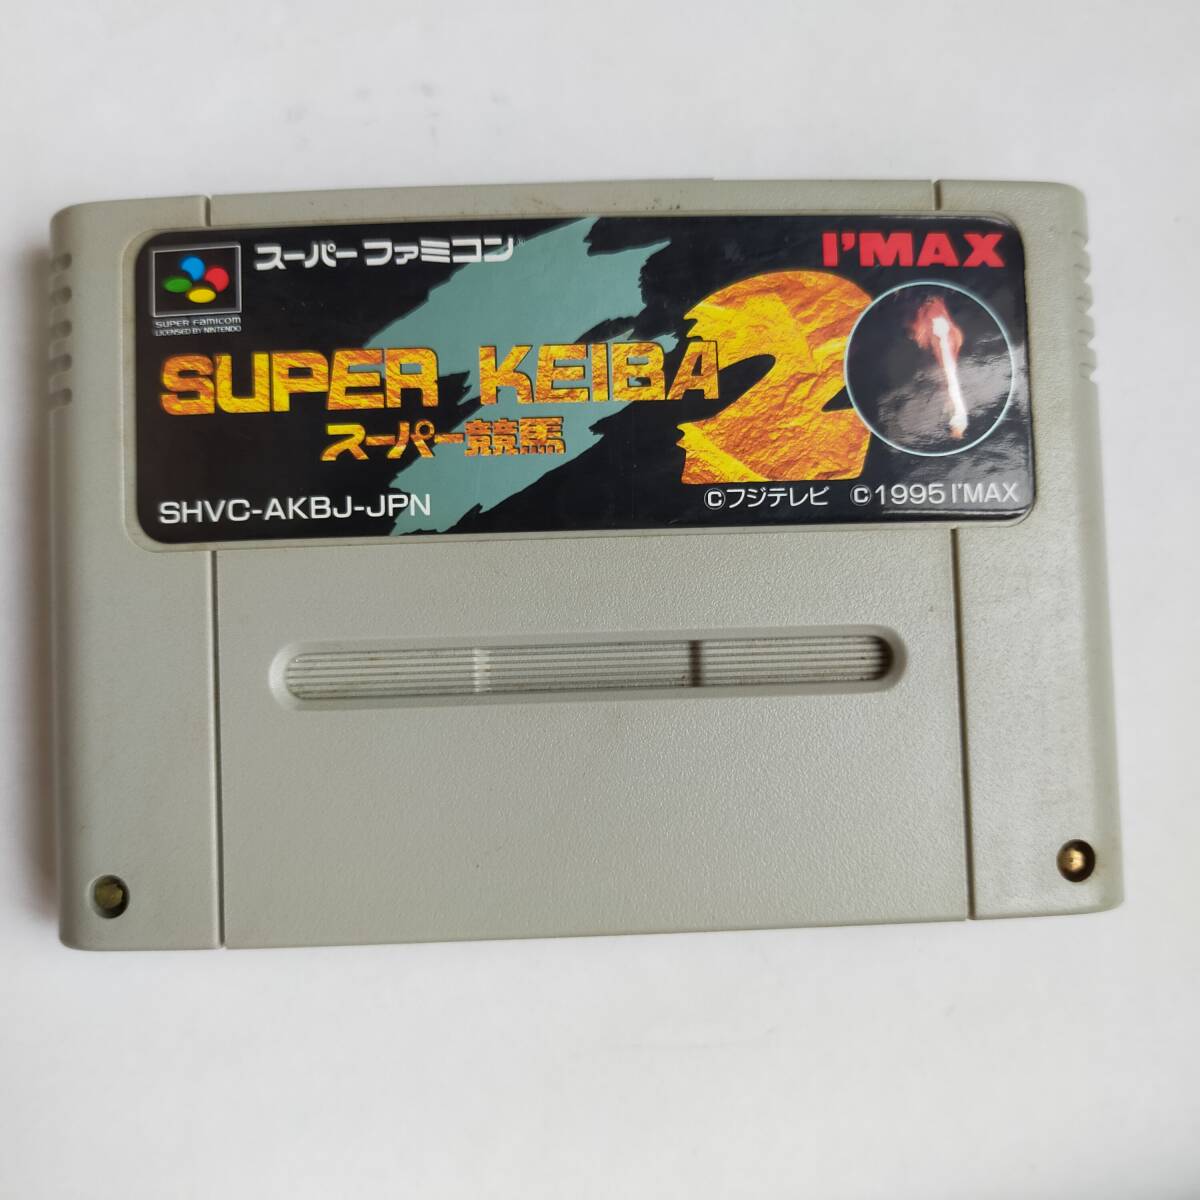 スーパーファミコン
I'MAX
SUPER FAMICOM
LICENSED BY NINTENDO
SUPER KEIBA 2
スーパー競馬
SHVC-AKBJ-JPN
©フジテレビ ©1995 I'MAX